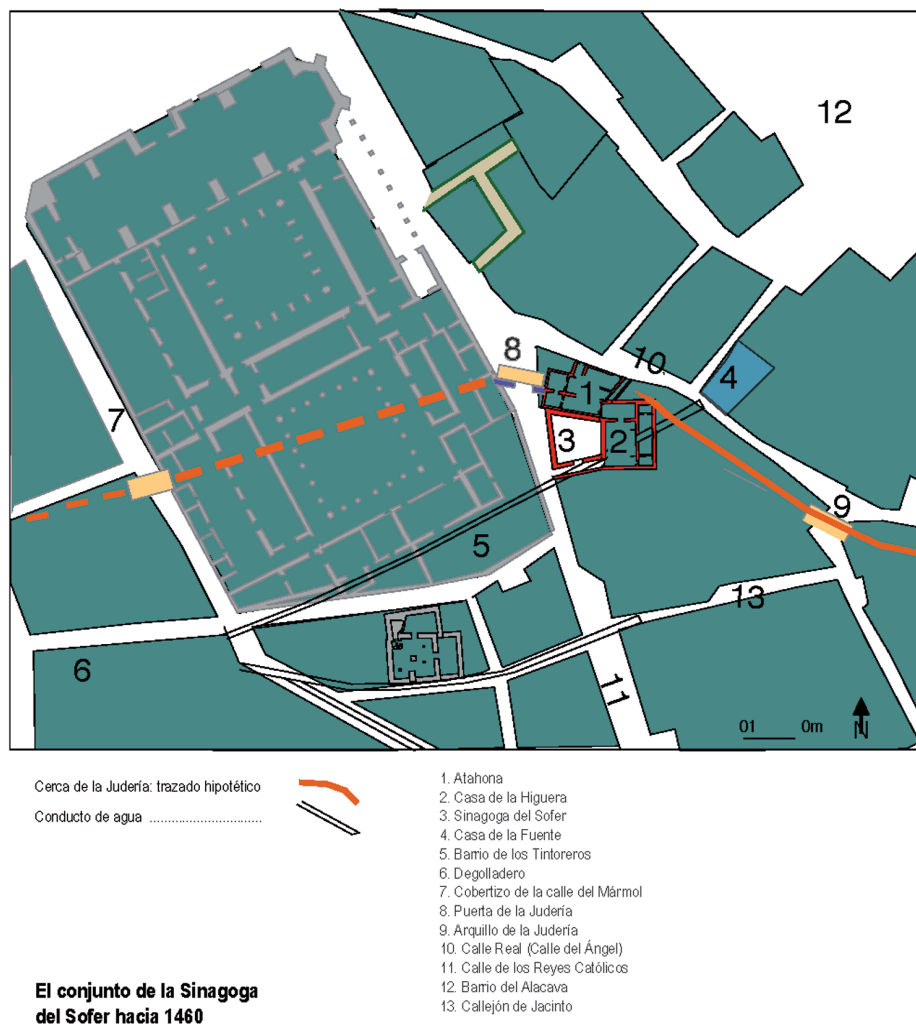 12
8
10
1
4
7
3
2
9
5
13
6
11
01 0m
N
Cerca de la Judería: trazado hipotético
Conducto de agua ..............................
1. Atahona
2. Casa de la Higuera
3. Sinagoga del Sofer
4. Casa de la Fuente
5. Barrio de los Tintoreros
6. Degolladero
7. Cobertizo de la calle del Mármol
8. Puerta de la Judería
9. Arquillo de la Judería
10. Calle Real (Calle del Ángel)
11. Calle de los Reyes Católicos
12. Barrio del Alacava
13. Callejón de Jacinto
El conjunto de la Sinagoga
del Sofer hacia 1460